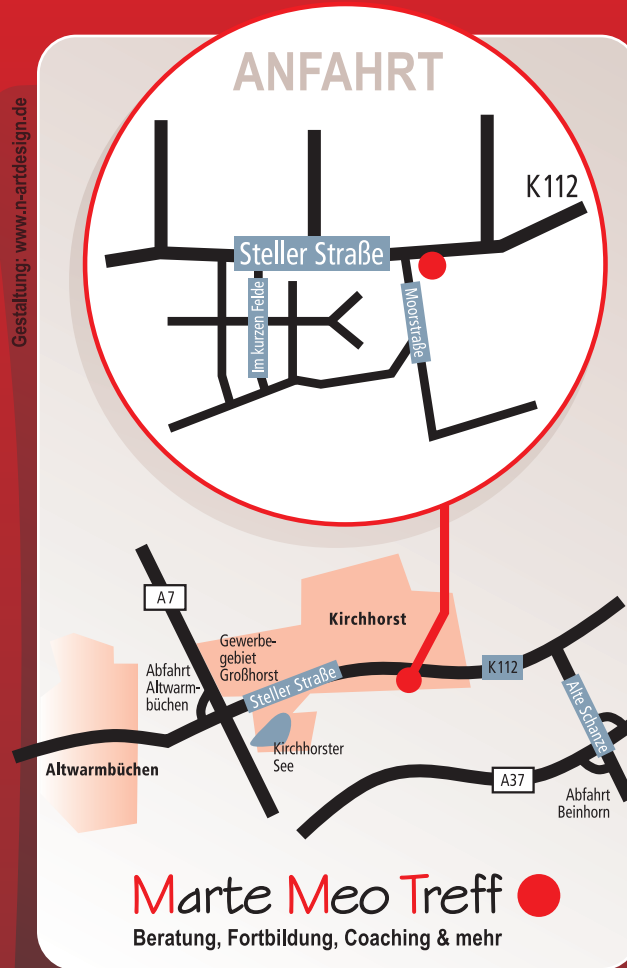 ANFAHRT
Gestaltung: www.n-artdesign.de
K112
Steller Straße
Im kurzen Felde
Moorstraße
A7
Kirchhorst
Gewerbe-
gebiet
Großhorst
Abfahrt
Altwarm-
büchen
Steller Straße
K112
Alte Schanze
Kirchhorster
See
Altwarmbüchen
A37
Abfahrt
Beinhorn
Marte Meo Treff
Beratung, Fortbildung, Coaching & mehr